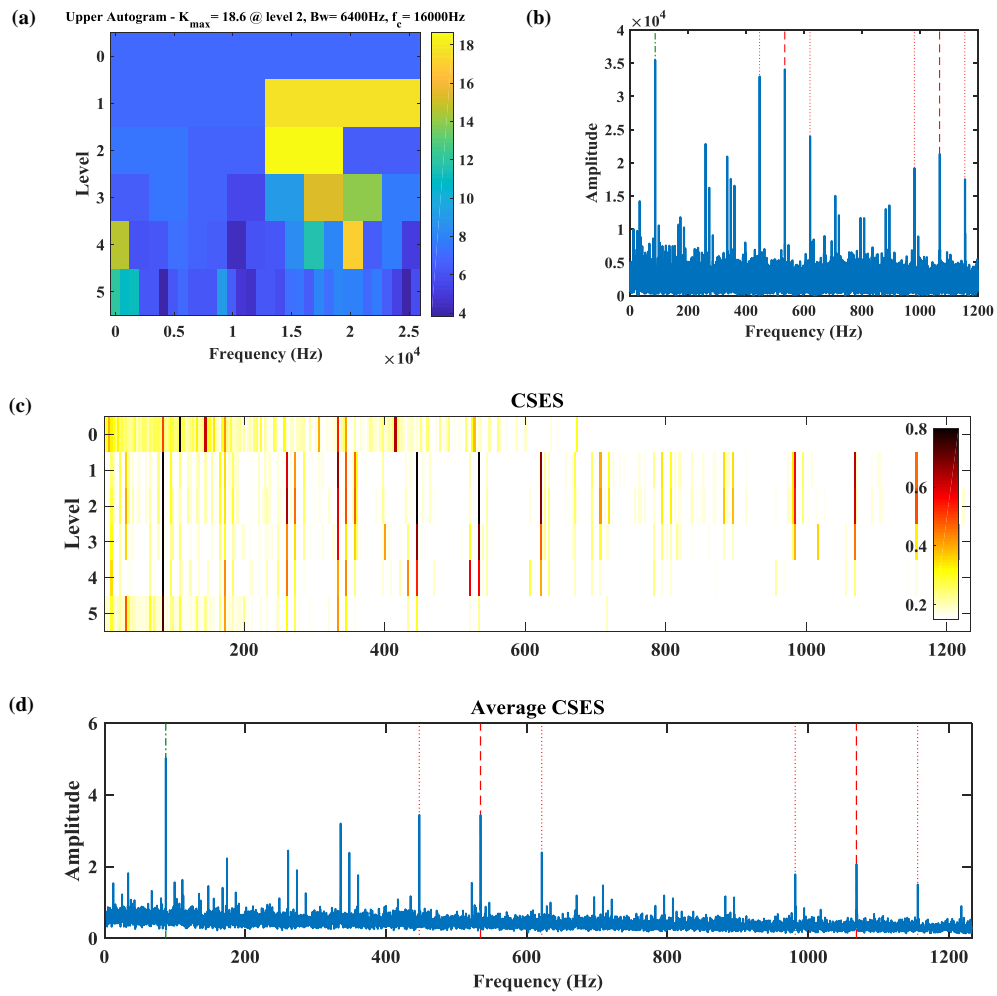 (a)
Upper Autogram - Kmax= 18.6 @ level 2, Bw= 6400Hz, fc= 16000Hz
Level
0
1
2
3
4
5
0 0.5 1 1.5 2 2.5
×10^4
Frequency (Hz)
18
16
14
12
10
8
6
4
(b)
×10^4
Amplitude
4
3.5
3
2.5
2
1.5
1
0.5
0
0 200 400 600 800 1000 1200
Frequency (Hz)
(c)
CSES
Level
0
1
2
3
4
5
200 400 600 800 1000 1200
0.8
0.6
0.4
0.2
(d)
Average CSES
Amplitude
6
4
2
0
0 200 400 600 800 1000 1200
Frequency (Hz)